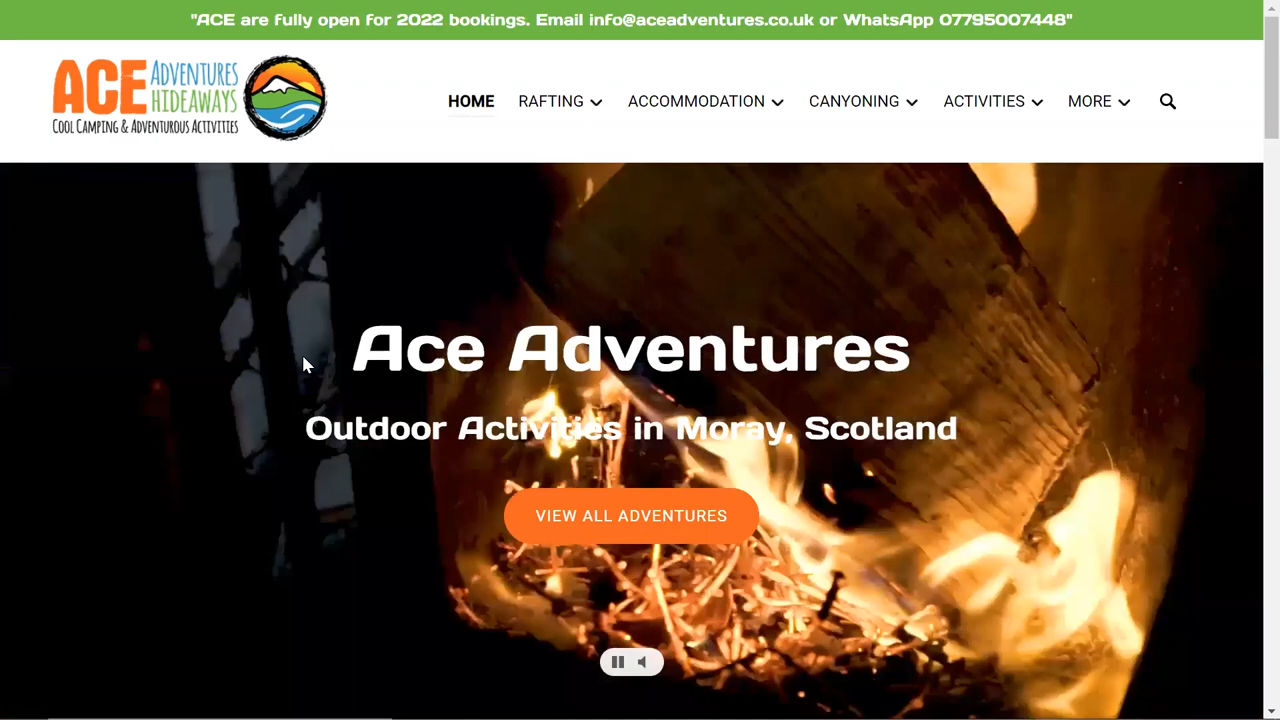 "ACE are fully open for 2022 bookings. Email info@aceadventures.co.uk or WhatsApp 07795007448"
ACE ADVENTURES
HIDEAWAYS
COOL CAMPING & ADVENTUROUS ACTIVITIES
HOME RAFTING ACCOMMODATION CANYONING ACTIVITIES MORE
Ace Adventures
Outdoor Activities in Moray, Scotland
VIEW ALL ADVENTURES